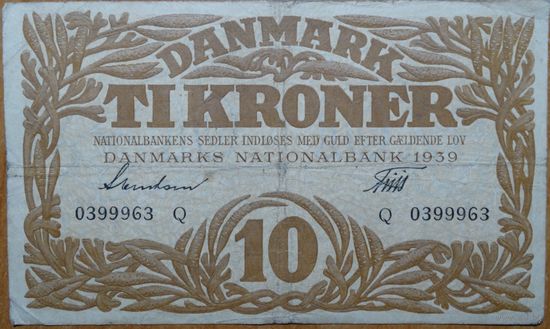 DANMARK
TI KRONER
NATIONALBANKENS SEDLER INDLØSES MED GULD EFTER GÆLDENDE LOV
DANMARKS NATIONALBANK 1939
0399963 Q Q 0399963
10